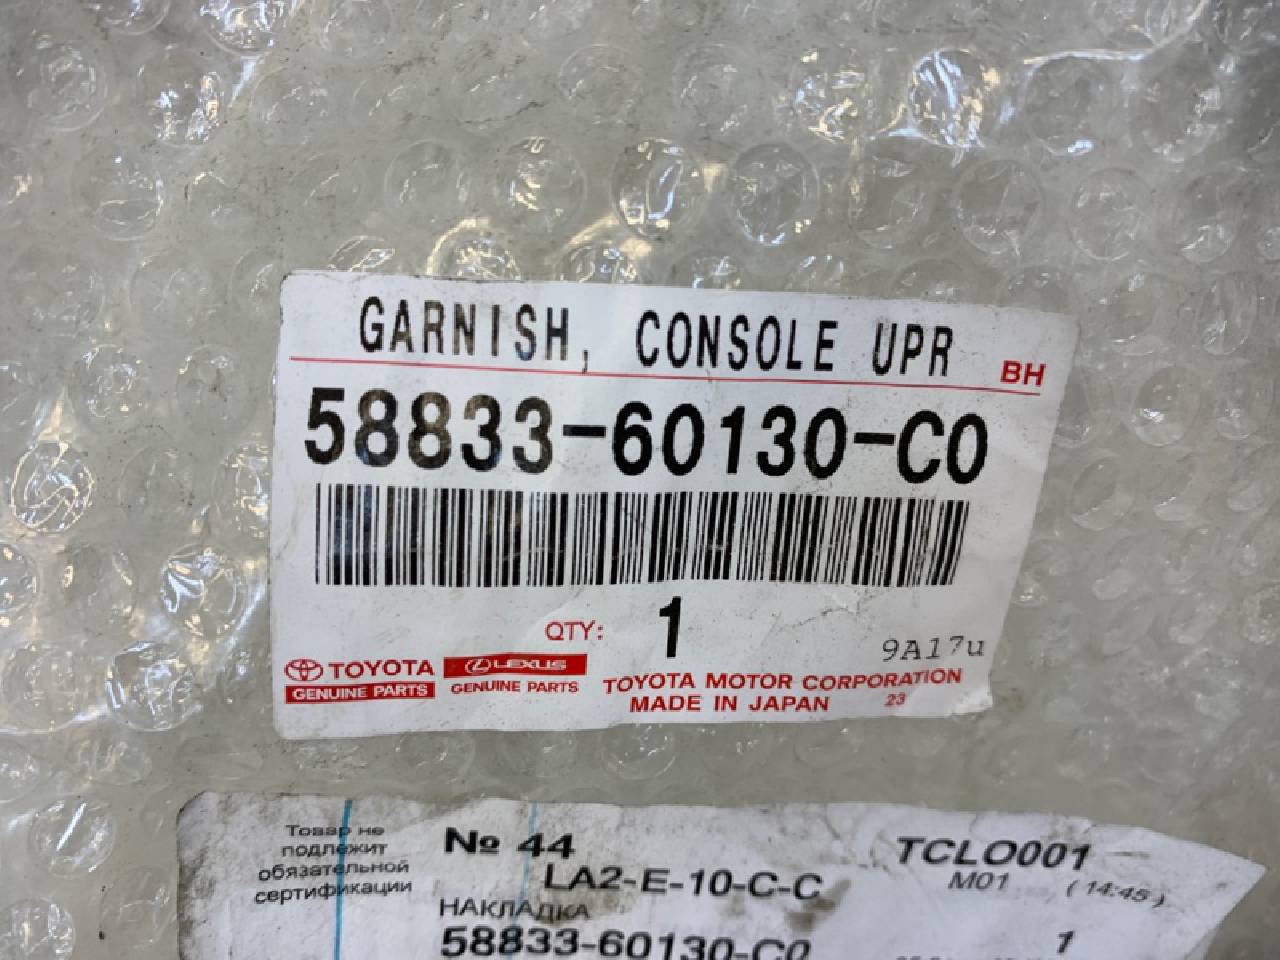 GARNISH, CONSOLE UPR
BH
58833-60130-C0
QTY: 1
9A17u
TOYOTA
GENUINE PARTS
LEXUS
GENUINE PARTS
TOYOTA MOTOR CORPORATION
MADE IN JAPAN 23
Товар не
подлежит
обязательной
сертификации
№ 44
LA2-E-10-C-C
TCLO001
M01 (14:45)
НАКЛАДКА
58833-60130-C0
1